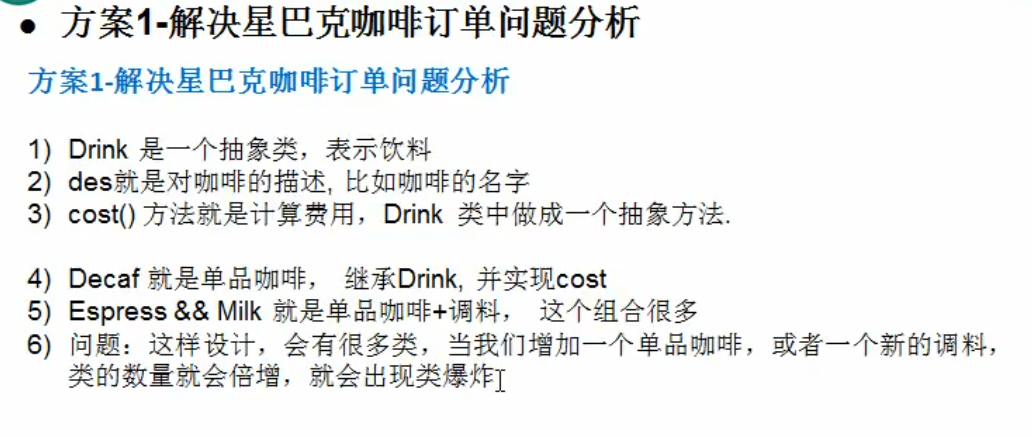 ● 方案1-解决星巴克咖啡订单问题分析
方案1-解决星巴克咖啡订单问题分析
1) Drink 是一个抽象类，表示饮料
2) des就是对咖啡的描述, 比如咖啡的名字
3) cost() 方法就是计算费用，Drink 类中做成一个抽象方法.
4) Decaf 就是单品咖啡， 继承Drink, 并实现cost
5) Espress && Milk 就是单品咖啡+调料， 这个组合很多
6) 问题：这样设计，会有很多类，当我们增加一个单品咖啡，或者一个新的调料，
类的数量就会倍增，就会出现类爆炸